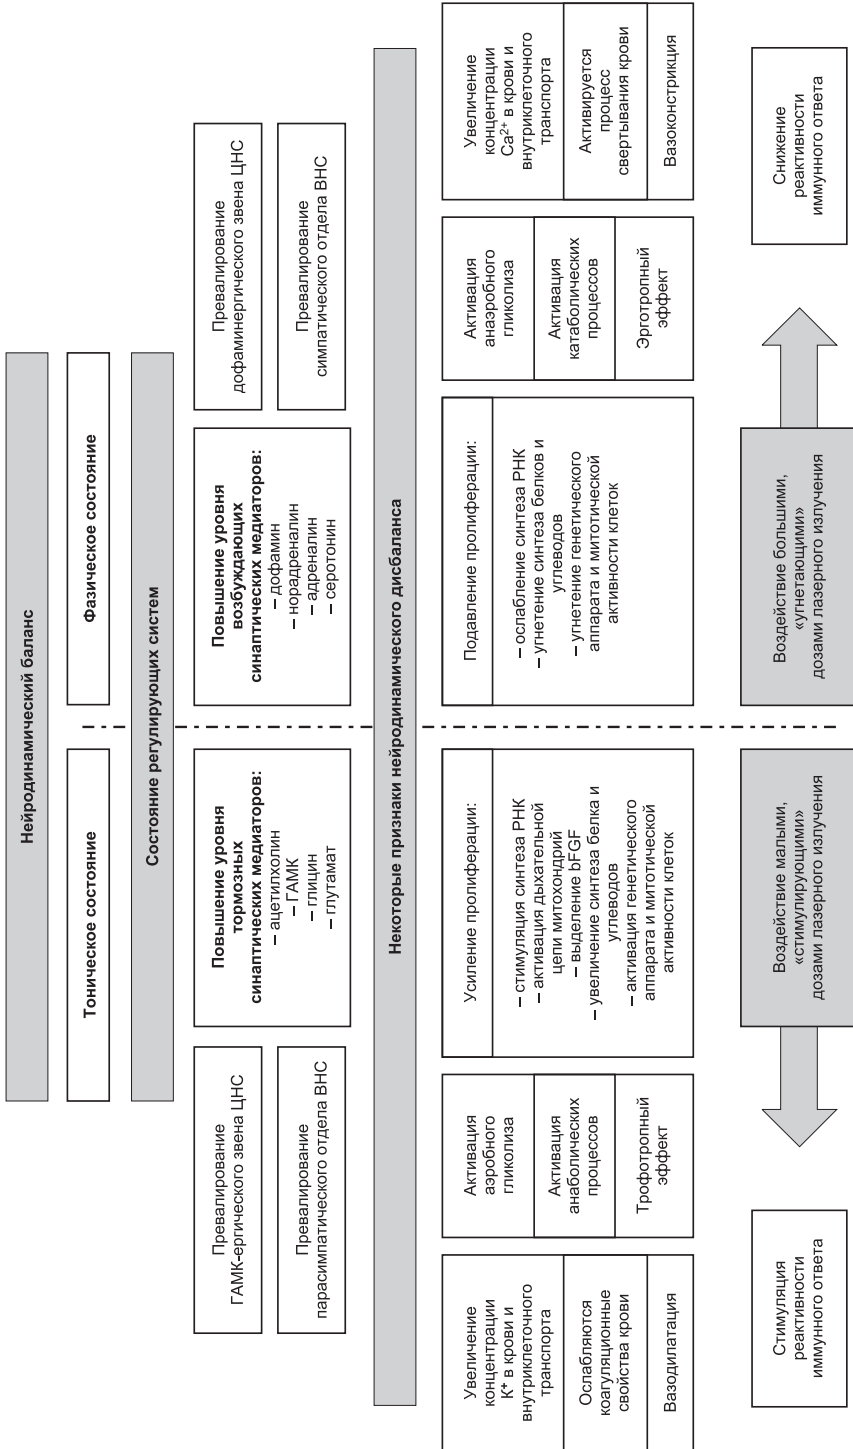 Нейродинамический баланс
Тоническое состояние
Фазическое состояние
Состояние регулирующих систем
Превалирование
ГАМК-ергического звена ЦНС
Превалирование
парасимпатического отдела ВНС
Повышение уровня
тормозных
синаптических медиаторов:
– ацетилхолин
– ГАМК
– глицин
– глутамат
Повышение уровня
возбуждающих
синаптических медиаторов:
– дофамин
– норадреналин
– адреналин
– серотонин
Превалирование
дофаминергического звена ЦНС
Превалирование
симпатического отдела ВНС
Некоторые признаки нейродинамического дисбаланса
Увеличение
концентрации
K⁺ в крови и
внутриклеточного
транспорта
Ослабляются
коагуляционные
свойства крови
Вазодилатация
Активация
аэробного
гликолиза
Активация
анаболических
процессов
Трофотропный
эффект
Усиление пролиферации:
– стимуляция синтеза РНК
– активация дыхательной
цепи митохондрий
– выделение bFGF
– увеличение синтеза белка и
углеводов
– активация генетического
аппарата и митотической
активности клеток
Подавление пролиферации:
– ослабление синтеза РНК
– угнетение синтеза белков и
углеводов
– угнетение генетического
аппарата и митотической
активности клеток
Активация
анаэробного
гликолиза
Активация
катаболических
процессов
Эрготропный
эффект
Увеличение
концентрации
Ca²⁺ в крови и
внутриклеточного
транспорта
Активируется
процесс
свертывания крови
Вазоконстрикция
Стимуляция
реактивности
иммунного ответа
Воздействие малыми,
«стимулирующими»
дозами лазерного излучения
Воздействие большими,
«угнетающими»
дозами лазерного излучения
Снижение
реактивности
иммунного ответа